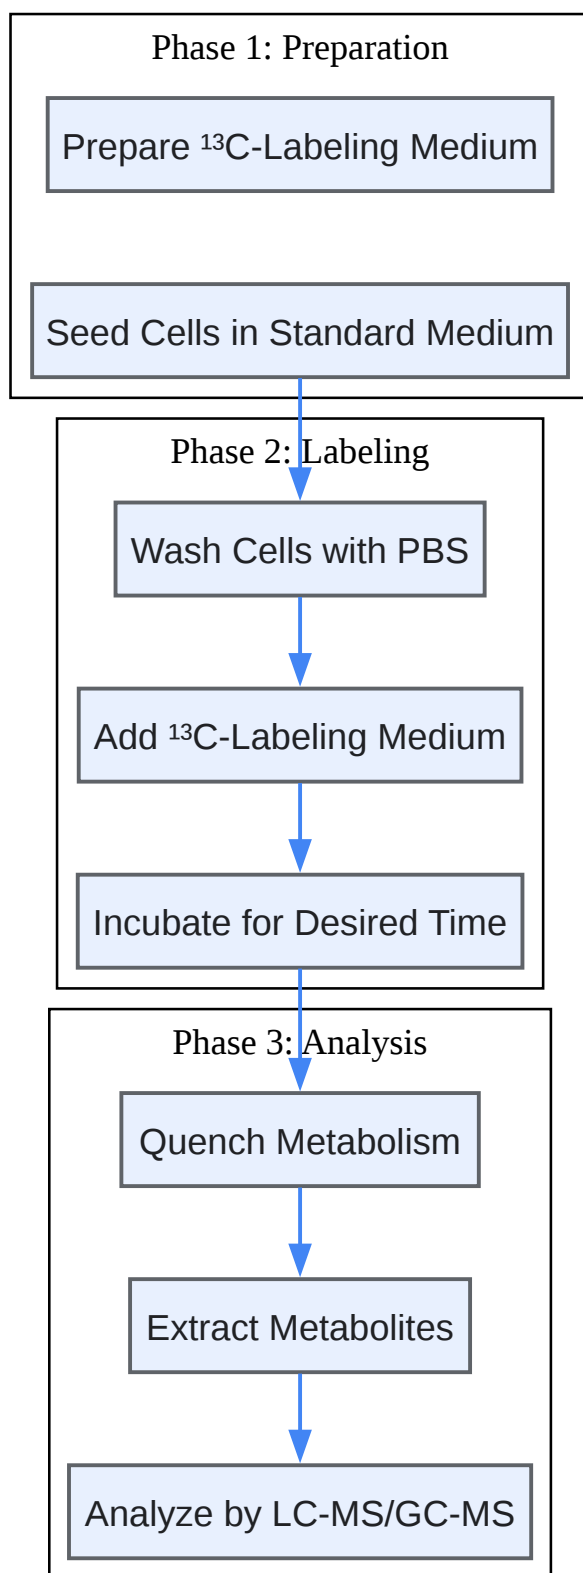 Phase 1: Preparation
Prepare ¹³C-Labeling Medium
Seed Cells in Standard Medium
Phase 2: Labeling
Wash Cells with PBS
Add ¹³C-Labeling Medium
Incubate for Desired Time
Phase 3: Analysis
Quench Metabolism
Extract Metabolites
Analyze by LC-MS/GC-MS